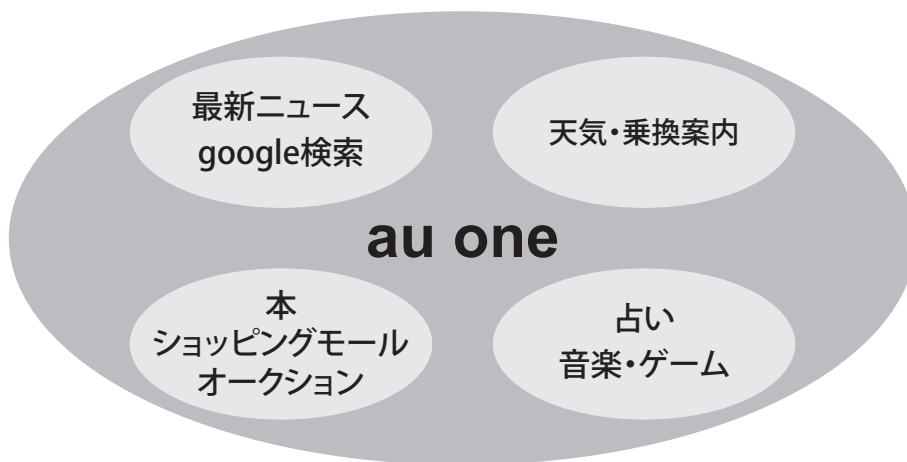 最新ニュース
google検索
天気・乗換案内
au one
本
ショッピングモール
オークション
占い
音楽・ゲーム